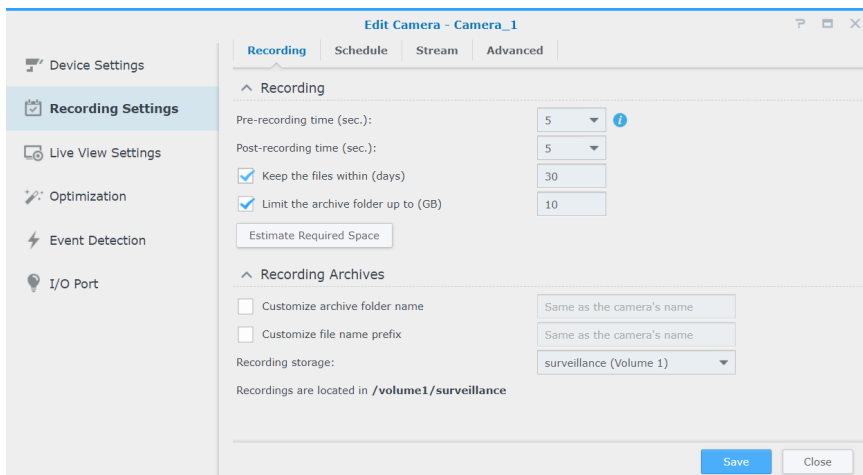 Edit Camera - Camera_1
Device Settings
Recording Settings
Live View Settings
Optimization
Event Detection
I/O Port
Recording Schedule Stream Advanced
Recording
Pre-recording time (sec.): 5
Post-recording time (sec.): 5
Keep the files within (days) 30
Limit the archive folder up to (GB) 10
Estimate Required Space
Recording Archives
Customize archive folder name Same as the camera's name
Customize file name prefix Same as the camera's name
Recording storage: surveillance (Volume 1)
Recordings are located in /volume1/surveillance
Save Close